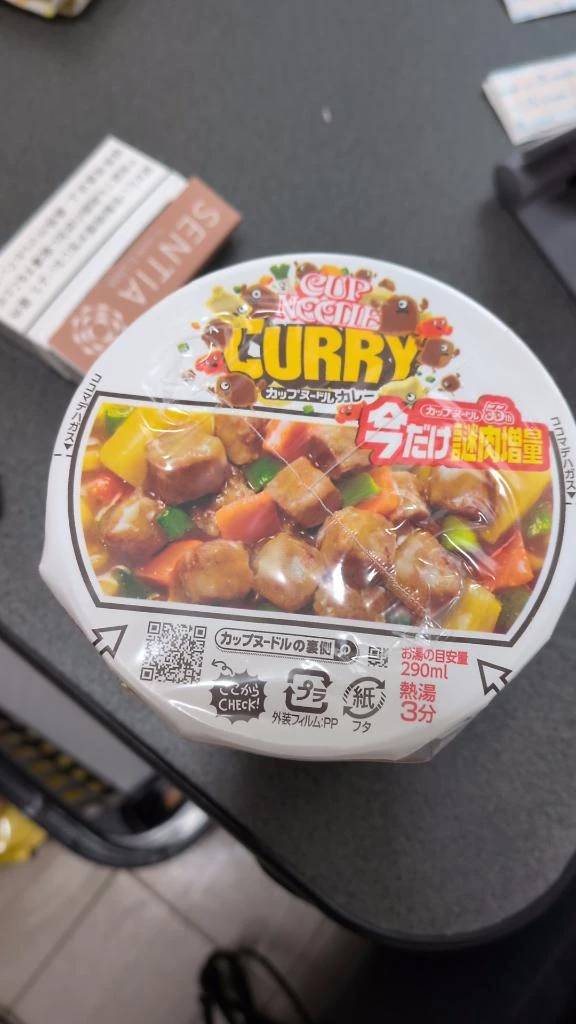 SENTIA
CUP
NOODLE
CURRY
カップヌードル カレー
カップヌードル
今だけ謎肉増量
ココマデハガス
ココマデハガス
カップヌードルの裏側
お湯の目安量
290ml
熱湯
3分
ここから
CHECK!
プラ
外装フィルム:PP
紙
フタ